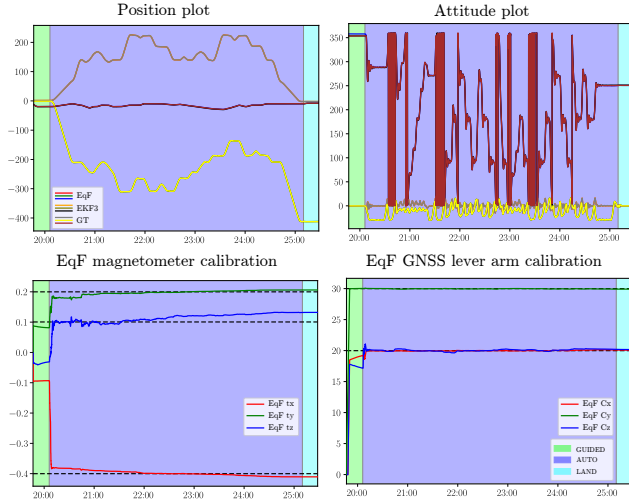 Position plot
Attitude plot
200
100
0
−100
−200
−300
−400
EqF
EKF3
GT
20:00 21:00 22:00 23:00 24:00 25:00
350
300
250
200
150
100
50
0
20:00 21:00 22:00 23:00 24:00 25:00
EqF magnetometer calibration
EqF GNSS lever arm calibration
0.2
0.1
0.0
−0.1
−0.2
−0.3
−0.4
EqF tx
EqF ty
EqF tz
20:00 21:00 22:00 23:00 24:00 25:00
30
25
20
15
10
5
0
EqF Cx
EqF Cy
EqF Cz
GUIDED
AUTO
LAND
20:00 21:00 22:00 23:00 24:00 25:00